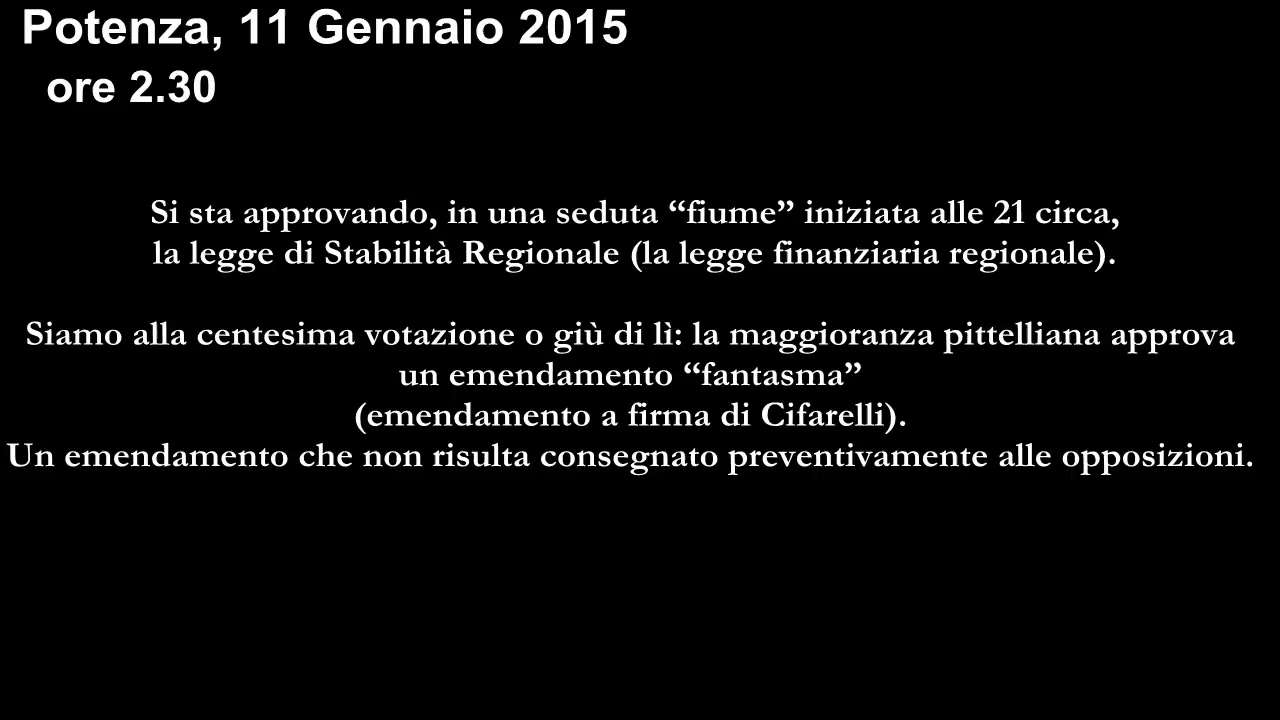 Potenza, 11 Gennaio 2015
ore 2.30
Si sta approvando, in una seduta “fiume” iniziata alle 21 circa,
la legge di Stabilità Regionale (la legge finanziaria regionale).
Siamo alla centesima votazione o giù di lì: la maggioranza pittelliana approva
un emendamento “fantasma”
(emendamento a firma di Cifarelli).
Un emendamento che non risulta consegnato preventivamente alle opposizioni.